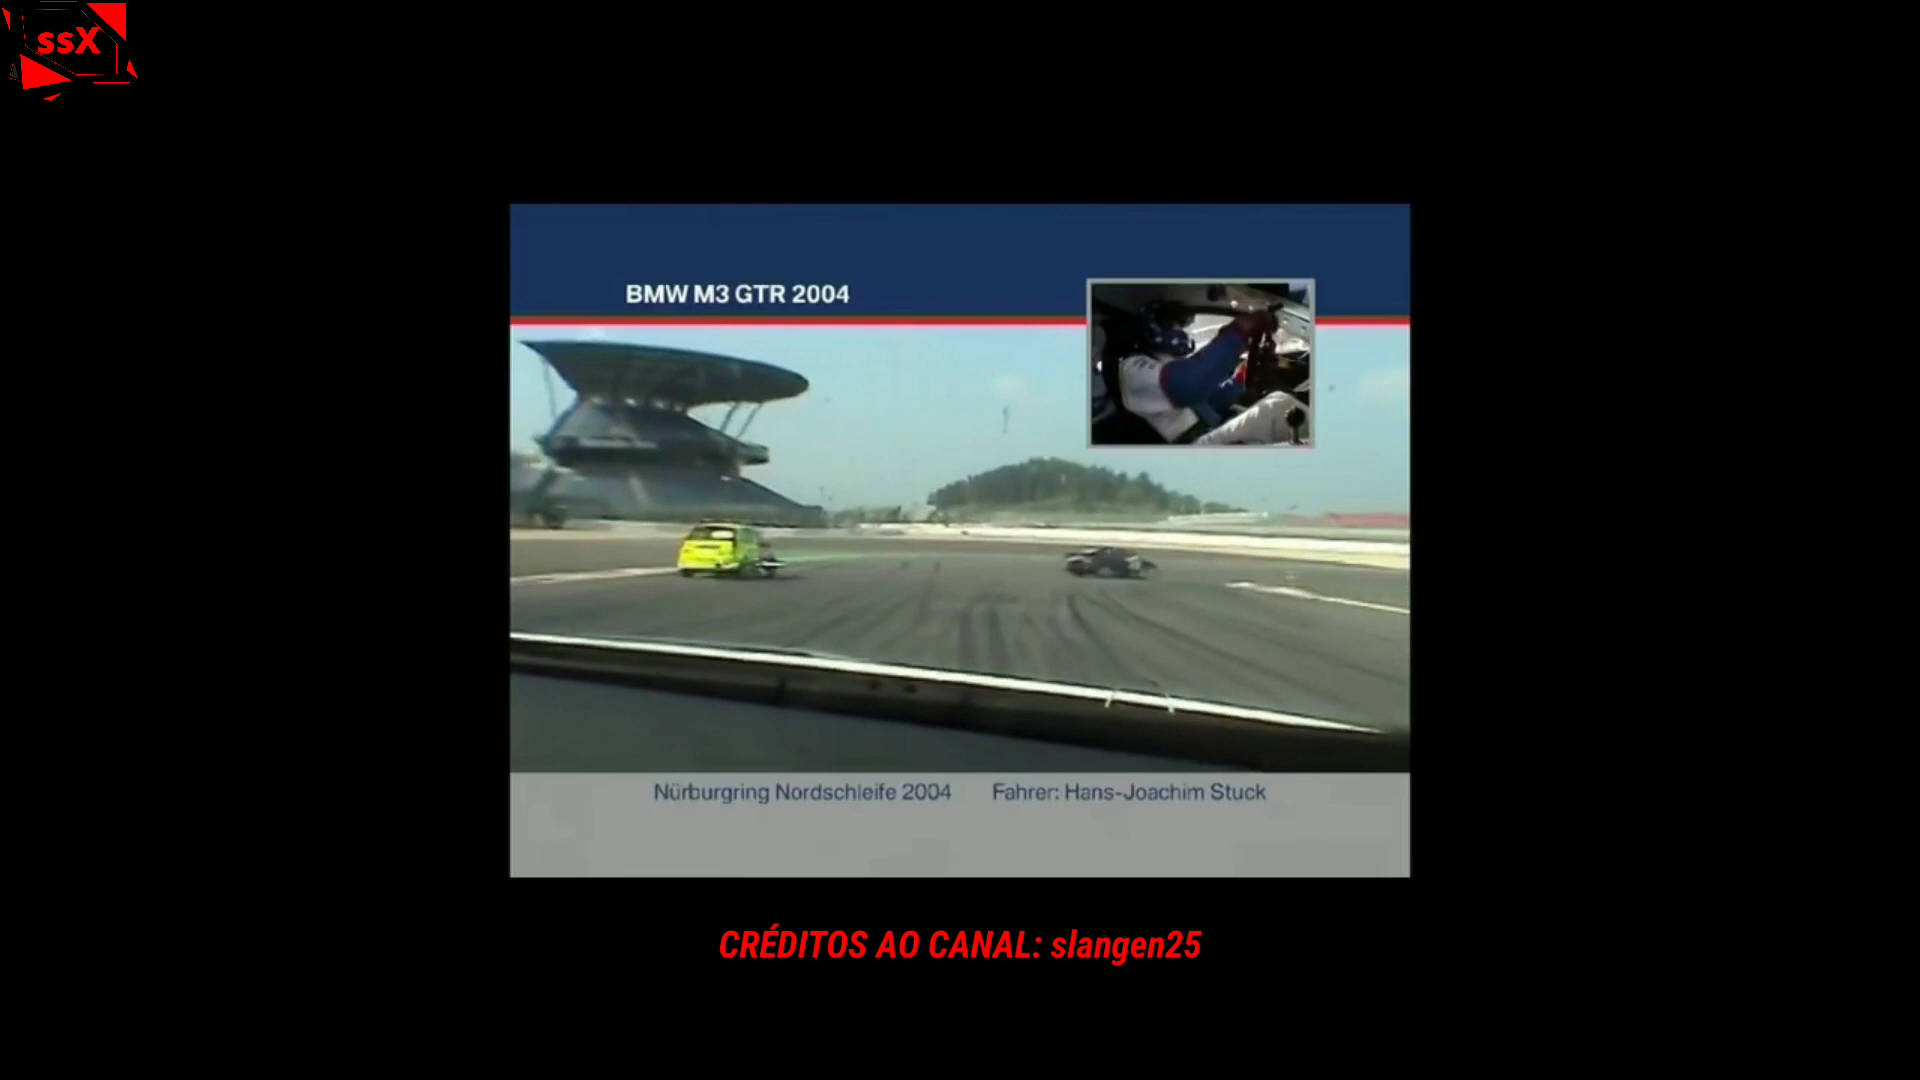 ssX
BMW M3 GTR 2004
Nürburgring Nordschleife 2004 Fahrer: Hans-Joachim Stuck
CRÉDITOS AO CANAL: slangen25